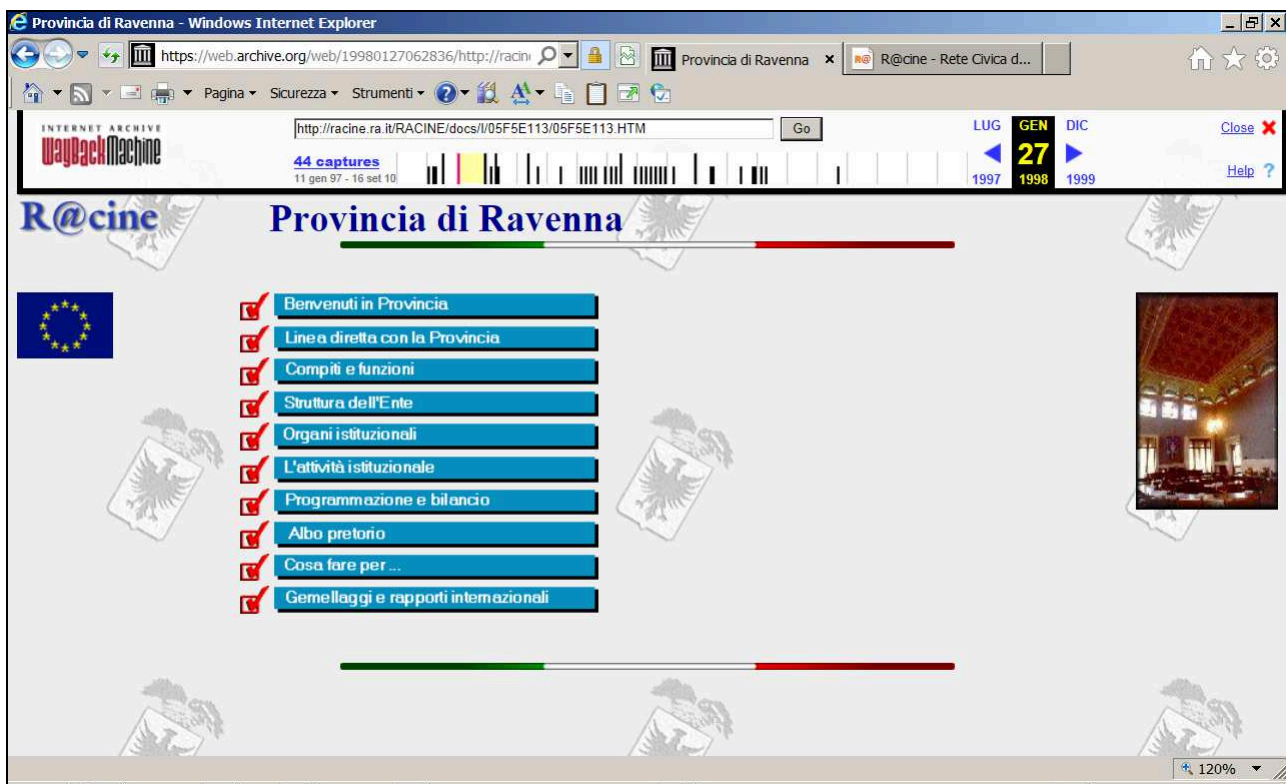 Provincia di Ravenna - Windows Internet Explorer
https://web.archive.org/web/19980127062836/http://racin
Provincia di Ravenna
R@cine - Rete Civica d...
Pagina Sicurezza Strumenti
INTERNET ARCHIVE
WayBackMachine
http://racine.ra.it/RACINE/docs/I/05F5E113/05F5E113.HTM
Go
LUG GEN DIC
Close
44 captures
27
11 gen 97 - 16 set 10
1997 1998 1999
Help ?
R@cine
Provincia di Ravenna
Benvenuti in Provincia
Linea diretta con la Provincia
Compiti e funzioni
Struttura dell'Ente
Organi istituzionali
L'attività istituzionale
Programmazione e bilancio
Albo pretorio
Cosa fare per ...
Gemellaggi e rapporti internazionali
120%